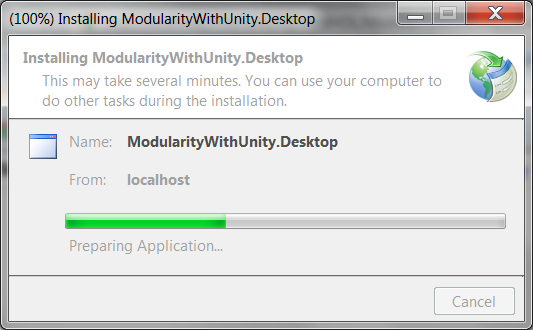 (100%) Installing ModularityWithUnity.Desktop
Installing ModularityWithUnity.Desktop
This may take several minutes. You can use your computer to
do other tasks during the installation.
Name: ModularityWithUnity.Desktop
From: localhost
Preparing Application...
Cancel